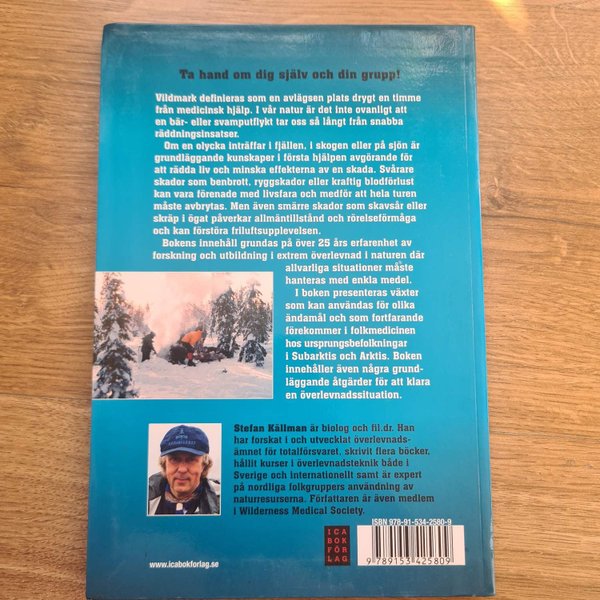 Ta hand om dig själv och din grupp!
Vildmark definieras som en avlägsen plats drygt en timme
från medicinsk hjälp. I vår natur är det inte ovanligt att
en bär- eller svamputflykt tar oss så långt från snabba
räddningsinsatser.
Om en olycka inträffar i fjällen, i skogen eller på sjön är
grundläggande kunskaper i första hjälpen avgörande för
att rädda liv och minska effekterna av en skada. Svårare
skador som benbrott, ryggskador eller kraftig blodförlust
kan vara förenade med livsfara och medför att hela turen
måste avbrytas. Men även smärre skador som skavsår eller
skräp i ögat påverkar allmäntillstånd och rörelseförmåga
och kan förstöra friluftsupplevelsen.
Bokens innehåll grundas på över 25 års erfarenhet av
forskning och utbildning i extrem överlevnad i naturen där
allvarliga situationer måste
hanteras med enkla medel.
I boken presenteras växter
som kan användas för olika
ändamål och som fortfarande
förekommer i folkmedicinen
hos ursprungsbefolkningar
i Subarktis och Arktis. Boken
innehåller även några grund-
läggande åtgärder för att klara
en överlevnadssituation.
Stefan Källman är biolog och fil.dr. Han
har forskat i och utvecklat överlevnads-
ämnet för totalförsvaret, skrivit flera böcker,
hållit kurser i överlevnadsteknik både i
Sverige och internationellt samt är expert
på nordliga folkgruppers användning av
naturresurserna. Författaren är även medlem
i Wilderness Medical Society.
ISBN 978-91-534-2580-9
ICA
BOK
FÖR
LAG
9 789153 425809
www.icabokforlag.se